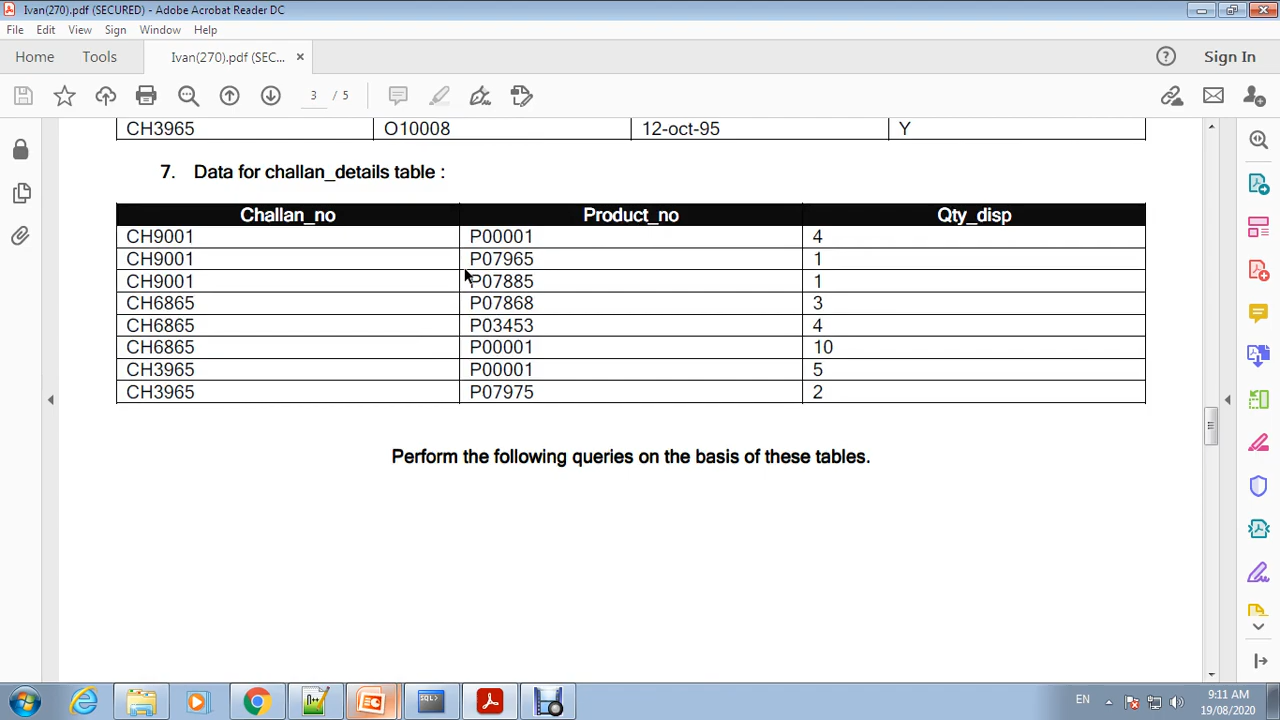 Ivan(270).pdf (SECURED) - Adobe Acrobat Reader DC
File Edit View Sign Window Help
Home Tools Ivan(270).pdf (SEC... × Sign In
3 / 5
CH3965 O10008 12-oct-95 Y
7. Data for challan_details table :
Challan_no Product_no Qty_disp
CH9001 P00001 4
CH9001 P07965 1
CH9001 P07885 1
CH6865 P07868 3
CH6865 P03453 4
CH6865 P00001 10
CH3965 P00001 5
CH3965 P07975 2
Perform the following queries on the basis of these tables.
SQL>
EN 9:11 AM
19/08/2020